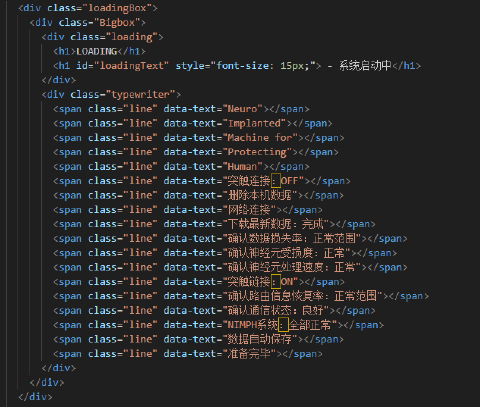 <div class="loadingBox">
<div class="Bigbox">
<div class="loading">
<h1>LOADING</h1>
<h1 id="loadingText" style="font-size: 15px;"> - 系统启动中</h1>
</div>
<div class="typewriter">
<span class="line" data-text="Neuro"></span>
<span class="line" data-text="Implanted"></span>
<span class="line" data-text="Machine for"></span>
<span class="line" data-text="Protecting"></span>
<span class="line" data-text="Human"></span>
<span class="line" data-text="突触连接：OFF"></span>
<span class="line" data-text="删除本机数据"></span>
<span class="line" data-text="网络连接"></span>
<span class="line" data-text="下载最新数据：完成"></span>
<span class="line" data-text="确认数据损失率：正常范围"></span>
<span class="line" data-text="确认神经元受损度：正常"></span>
<span class="line" data-text="确认神经元处理速度：正常"></span>
<span class="line" data-text="突触链接：ON"></span>
<span class="line" data-text="确认路由信息恢复率：正常范围"></span>
<span class="line" data-text="确认通信状态：良好"></span>
<span class="line" data-text="NIMPH系统：全部正常"></span>
<span class="line" data-text="数据自动保存"></span>
<span class="line" data-text="准备完毕"></span>
</div>
</div>
</div>